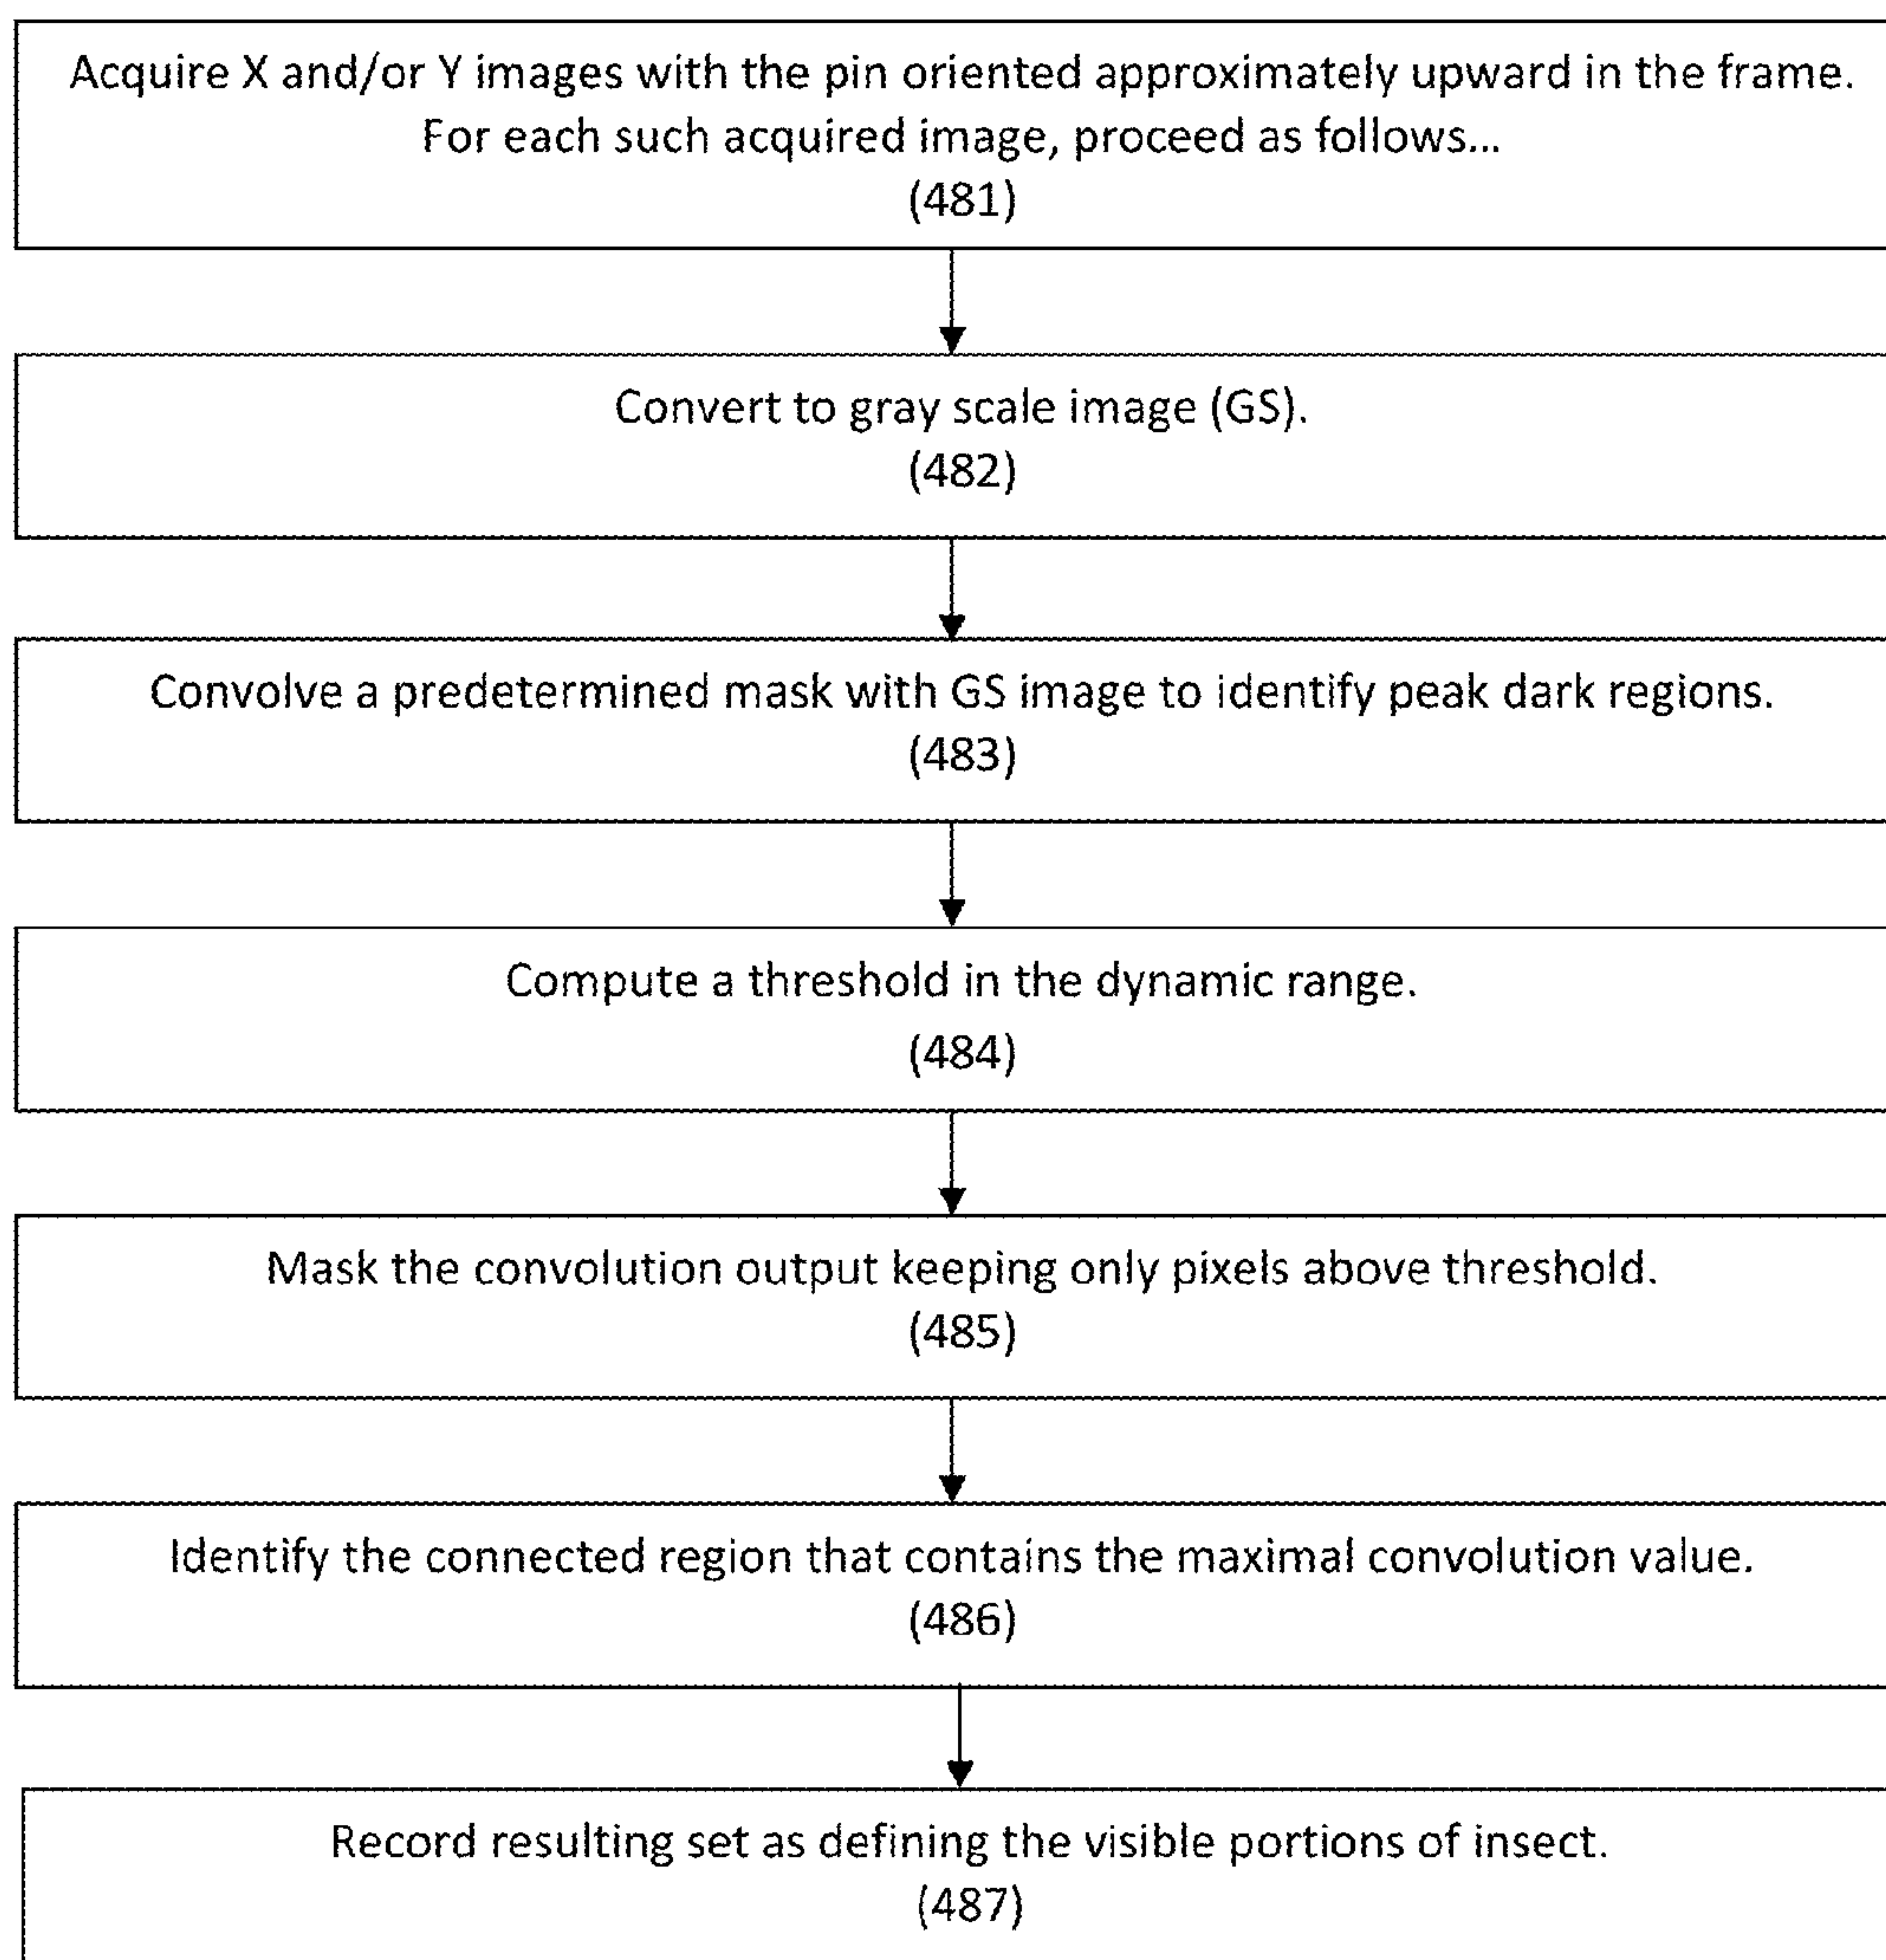 Acquire X and/or Y images with the pin oriented approximately upward in the frame.
For each such acquired image, proceed as follows...
(481)
Convert to gray scale image (GS).
(482)
Convolve a predetermined mask with GS image to identify peak dark regions.
(483)
Compute a threshold in the dynamic range.
(484)
Mask the convolution output keeping only pixels above threshold.
(485)
Identify the connected region that contains the maximal convolution value.
(486)
Record resulting set as defining the visible portions of insect.
(487)